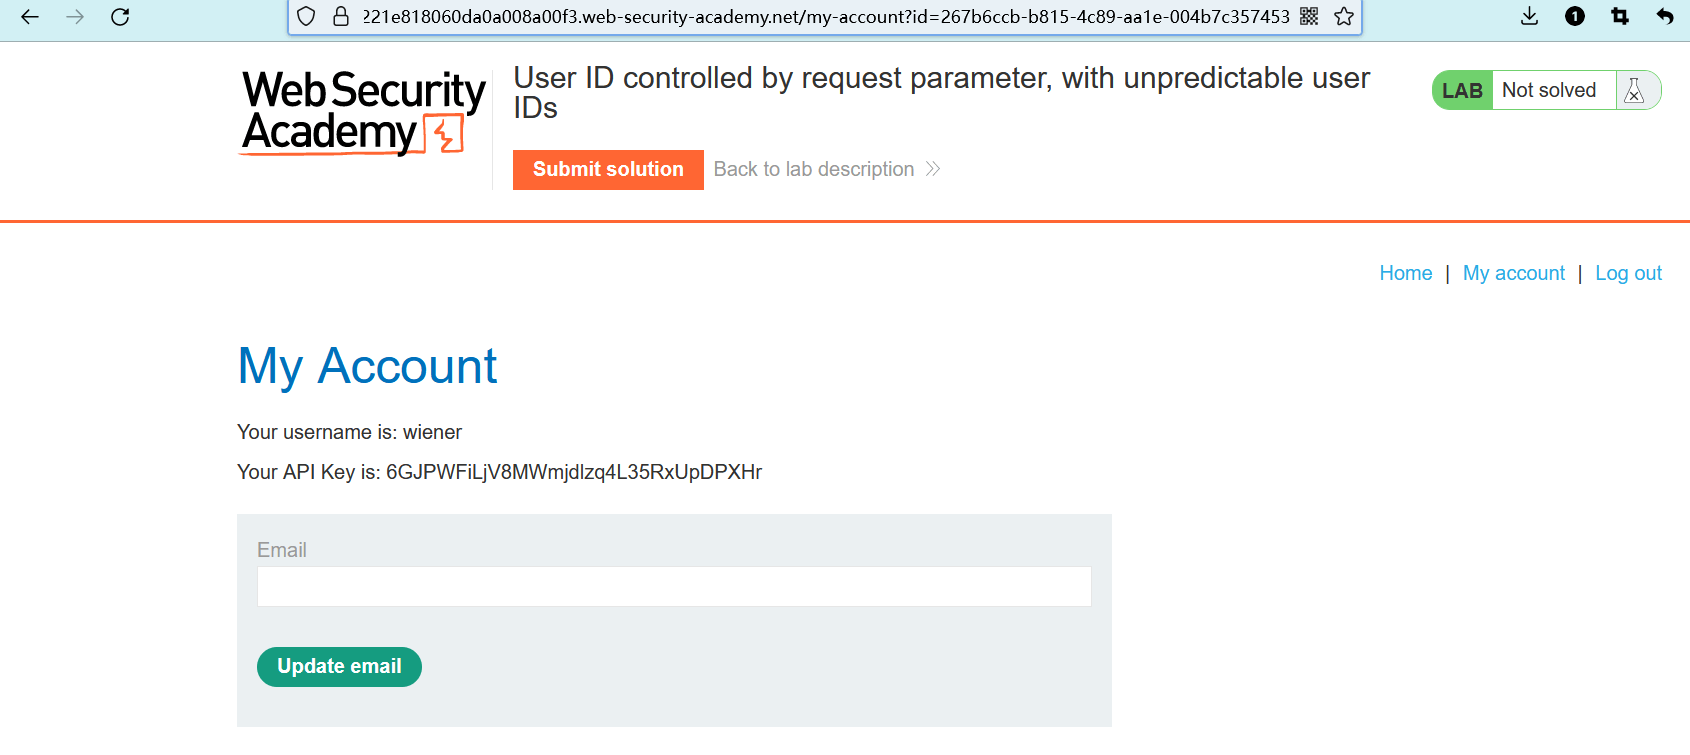 221e818060da0a008a00f3.web-security-academy.net/my-account?id=267b6ccb-b815-4c89-aa1e-004b7c357453
1
WebSecurity
Academy
User ID controlled by request parameter, with unpredictable user
IDs
LAB Not solved
Submit solution Back to lab description
Home | My account | Log out
My Account
Your username is: wiener
Your API Key is: 6GJPWFiLjV8MWmjdlzq4L35RxUpDPXHr
Email
Update email